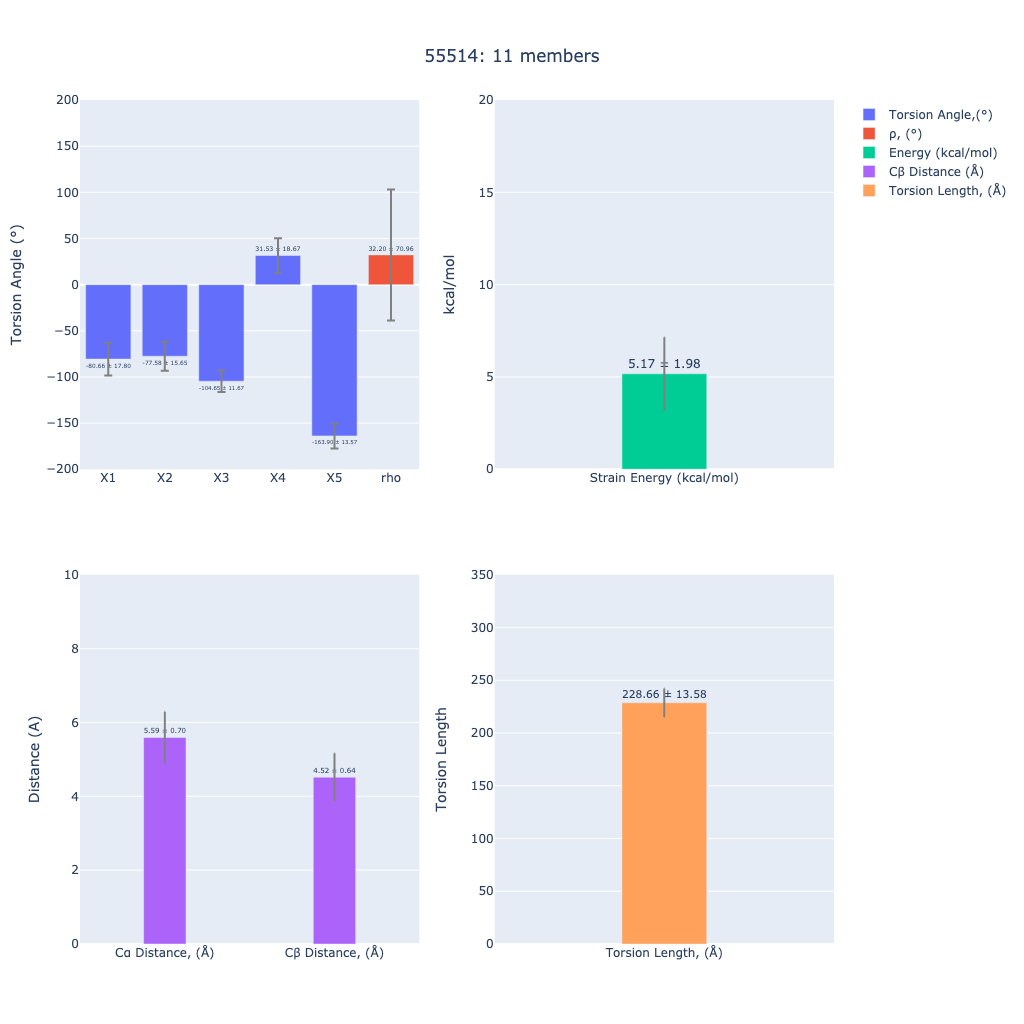 55514: 11 members
Torsion Angle (°)
200
150
100
50
0
−50
−100
−150
−200
-80.66 ± 17.80
-77.58 ± 15.65
-104.65 ± 11.67
31.53 ± 18.67
-163.90 ± 13.57
32.20 ± 70.96
X1 X2 X3 X4 X5 rho
kcal/mol
20
15
10
5
0
5.17 ± 1.98
Strain Energy (kcal/mol)
Torsion Angle,(°)
ρ, (°)
Energy (kcal/mol)
Cβ Distance (Å)
Torsion Length, (Å)
Distance (A)
10
8
6
4
2
0
5.59 ± 0.70
4.52 ± 0.64
Cα Distance, (Å) Cβ Distance, (Å)
Torsion Length
350
300
250
200
150
100
50
0
228.66 ± 13.58
Torsion Length, (Å)